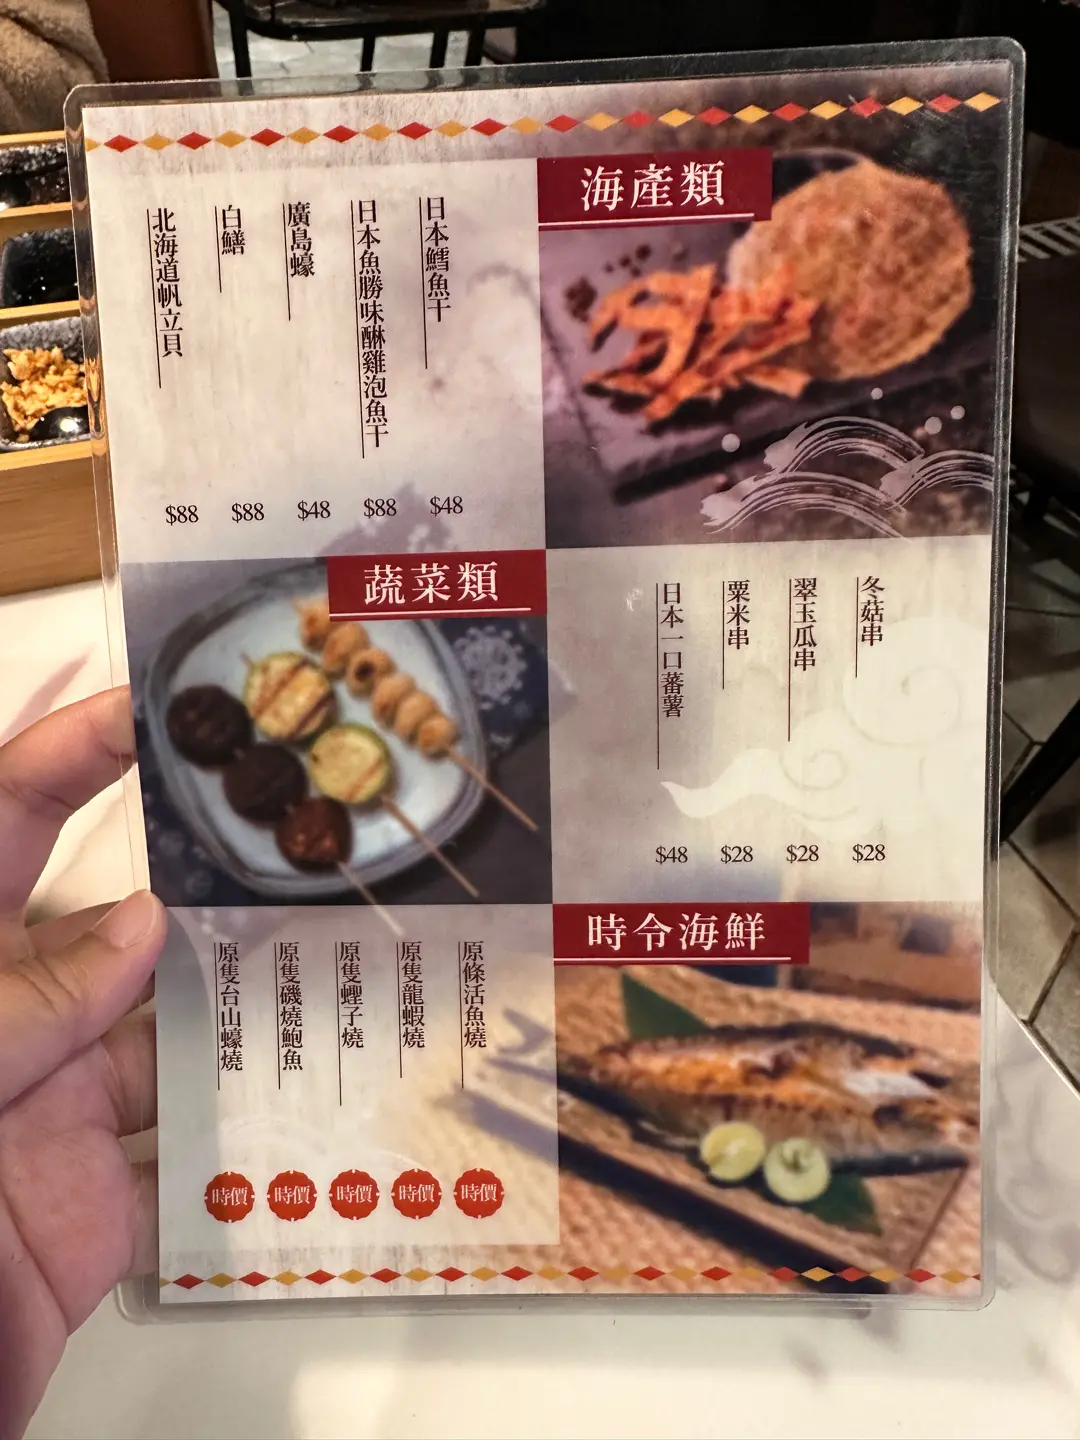 海產類
日本鱈魚干
$48
日本魚勝味醂雞泡魚干
$88
廣島蠔
$48
白鱔
$88
北海道帆立貝
$88
蔬菜類
冬菇串
$28
翠玉瓜串
$28
粟米串
$28
日本一口蕃薯
$48
時令海鮮
原條活魚燒
時價
原隻龍蝦燒
時價
原隻蟶子燒
時價
原隻磯燒鮑魚
時價
原隻台山蠔燒
時價